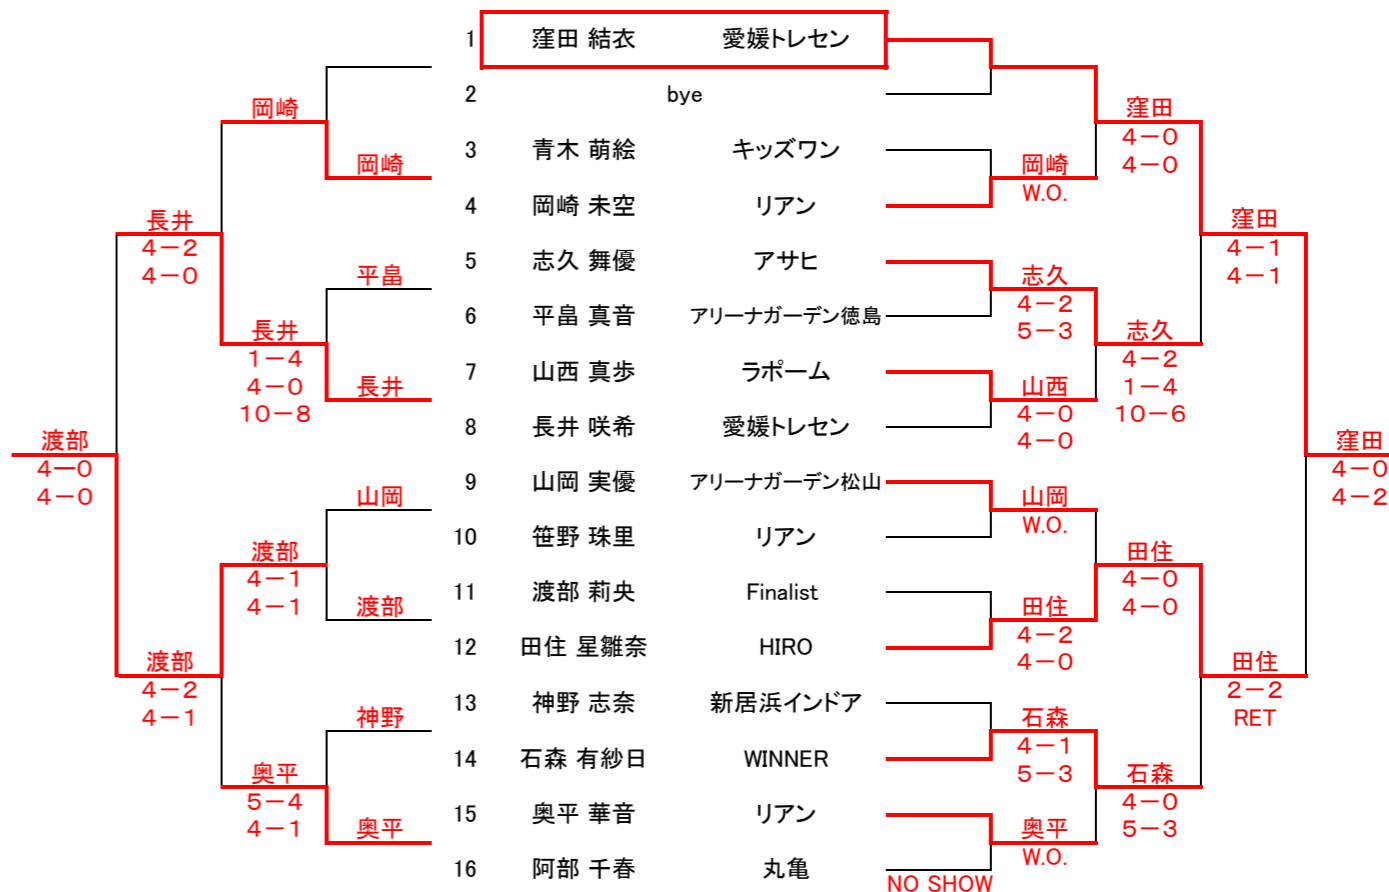 1 窪田 結衣 愛媛トレセン
2 bye
岡崎 窪田
4－0
3 青木 萌絵 キッズワン
4－0
岡崎 岡崎
W.O.
4 岡崎 未空 リアン
長井 窪田
4－2 4－1
4－0 4－1
5 志久 舞優 アサヒ
平畠 志久
4－2
5－3
6 平畠 真音 アリーナガーデン徳島
長井 志久
1－4 4－2
4－0 1－4
10－8 10－6
7 山西 真歩 ラポーム
長井 山西
4－0
4－0
8 長井 咲希 愛媛トレセン
渡部 窪田
4－0 4－0
4－0 4－2
9 山岡 実優 アリーナガーデン松山
山岡 山岡
W.O.
10 笹野 珠里 リアン
渡部 田住
4－1 4－0
4－1 4－0
11 渡部 莉央 Finalist
渡部 田住
4－2
4－0
12 田住 星雛奈 HIRO
渡部 田住
4－2 2－2
4－1 RET
13 神野 志奈 新居浜インドア
神野 石森
4－1
5－3
14 石森 有紗日 WINNER
奥平 石森
5－4 4－0
4－1 5－3
15 奥平 華音 リアン
奥平 奥平
W.O.
16 阿部 千春 丸亀
NO SHOW